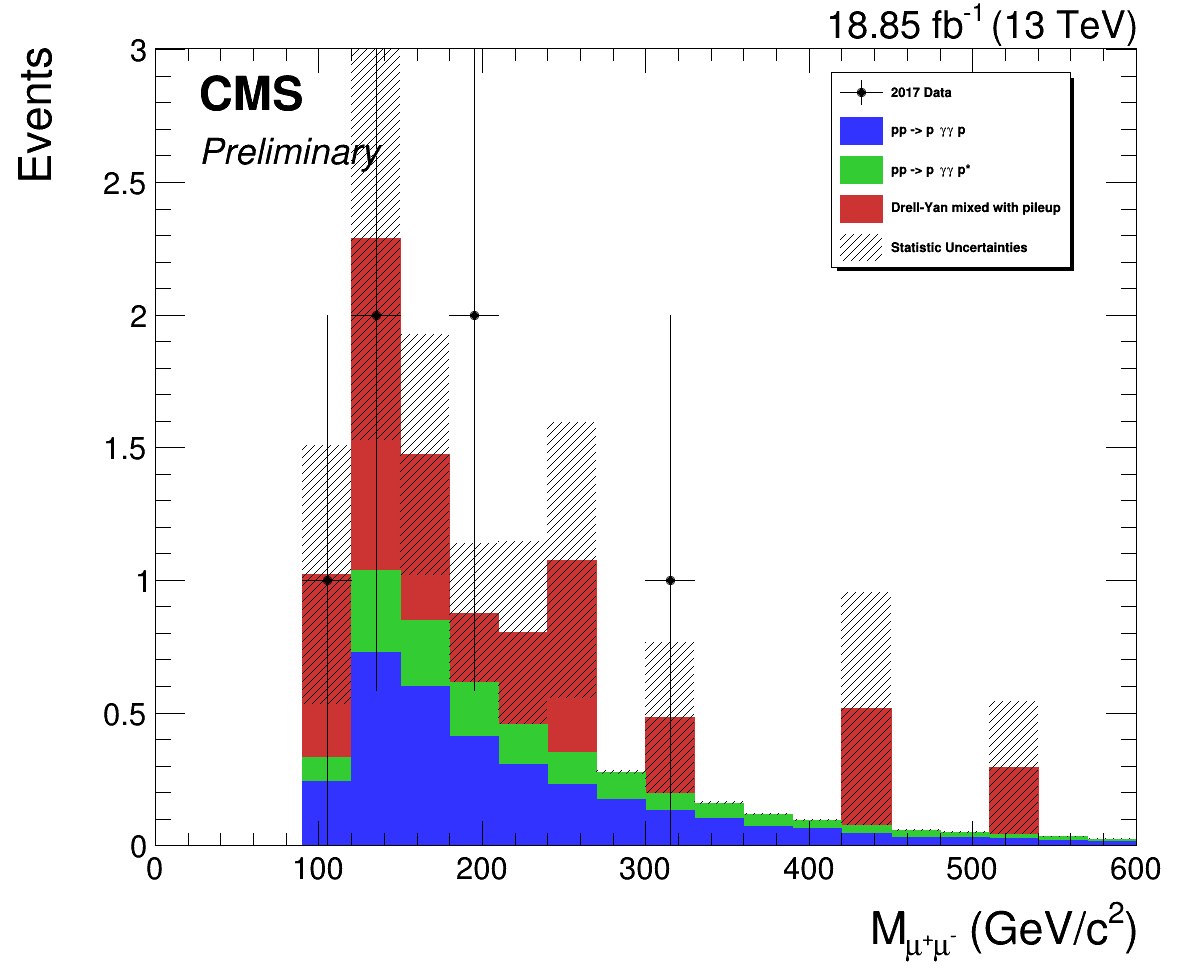 18.85 fb⁻¹ (13 TeV)
Events
CMS
Preliminary
2017 Data
pp -> p γγ p
pp -> p γγ p*
Drell-Yan mixed with pileup
Statistic Uncertainties
3
2.5
2
1.5
1
0.5
0
0 100 200 300 400 500 600
M_μ⁺μ⁻ (GeV/c²)